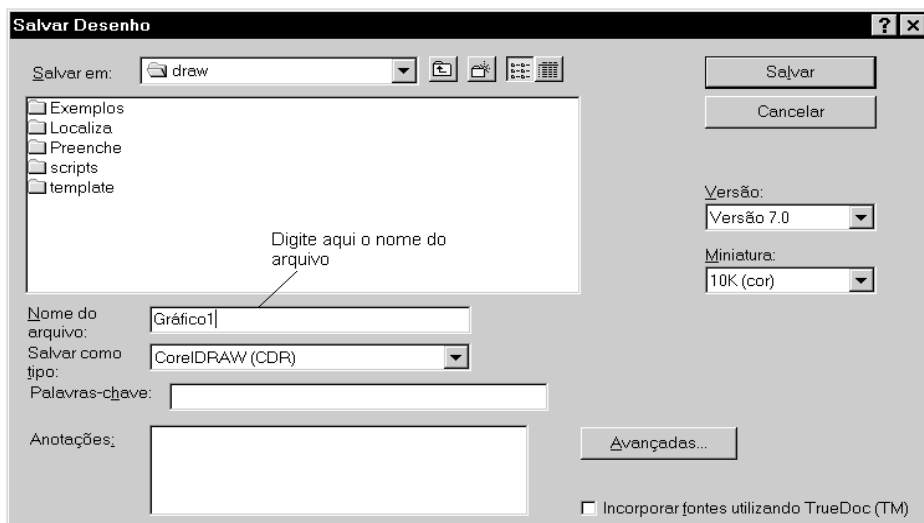 Salvar Desenho
Salvar em: draw
Salvar
Cancelar
Exemplos
Localiza
Preenche
scripts
template
Versão:
Versão 7.0
Miniatura:
10K (cor)
Digite aqui o nome do
arquivo
Nome do
arquivo:
Gráfico1
Salvar como
tipo:
CorelDRAW (CDR)
Palavras-chave:
Anotações:
Avançadas...
Incorporar fontes utilizando TrueDoc (TM)